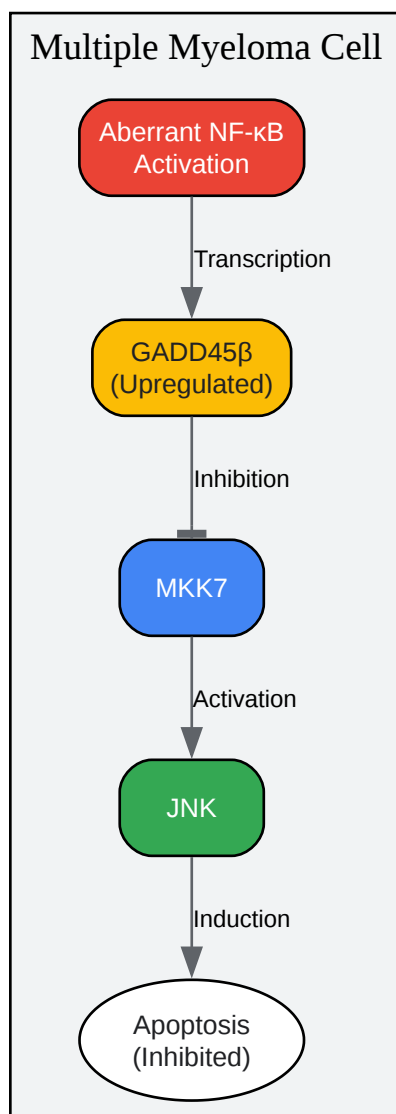 Multiple Myeloma Cell
Aberrant NF-κB
Activation
Transcription
GADD45β
(Upregulated)
Inhibition
MKK7
Activation
JNK
Induction
Apoptosis
(Inhibited)